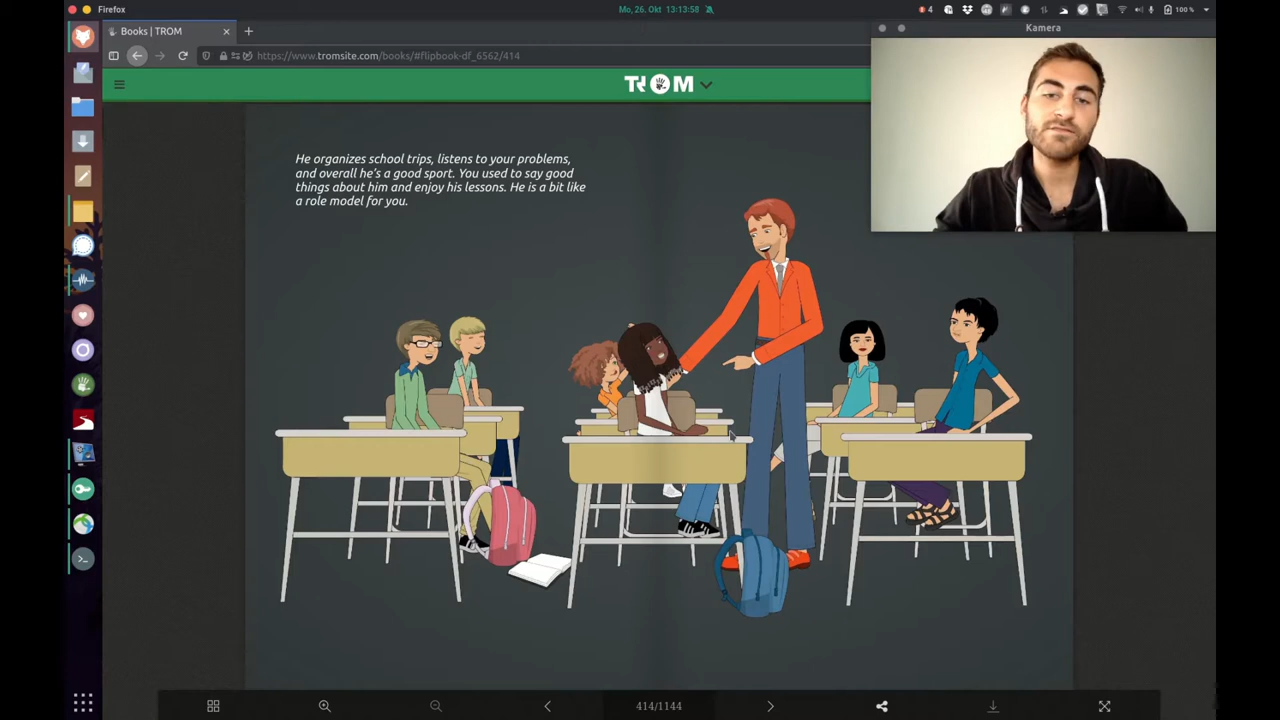 Firefox
Mo, 26. Okt 13:13:58
4
100 %
Books | TROM
Kamera
https://www.tromsite.com/books/#flipbook-df_6562/414
TROM
He organizes school trips, listens to your problems,
and overall he's a good sport. You used to say good
things about him and enjoy his lessons. He is a bit like
a role model for you.
414/1144